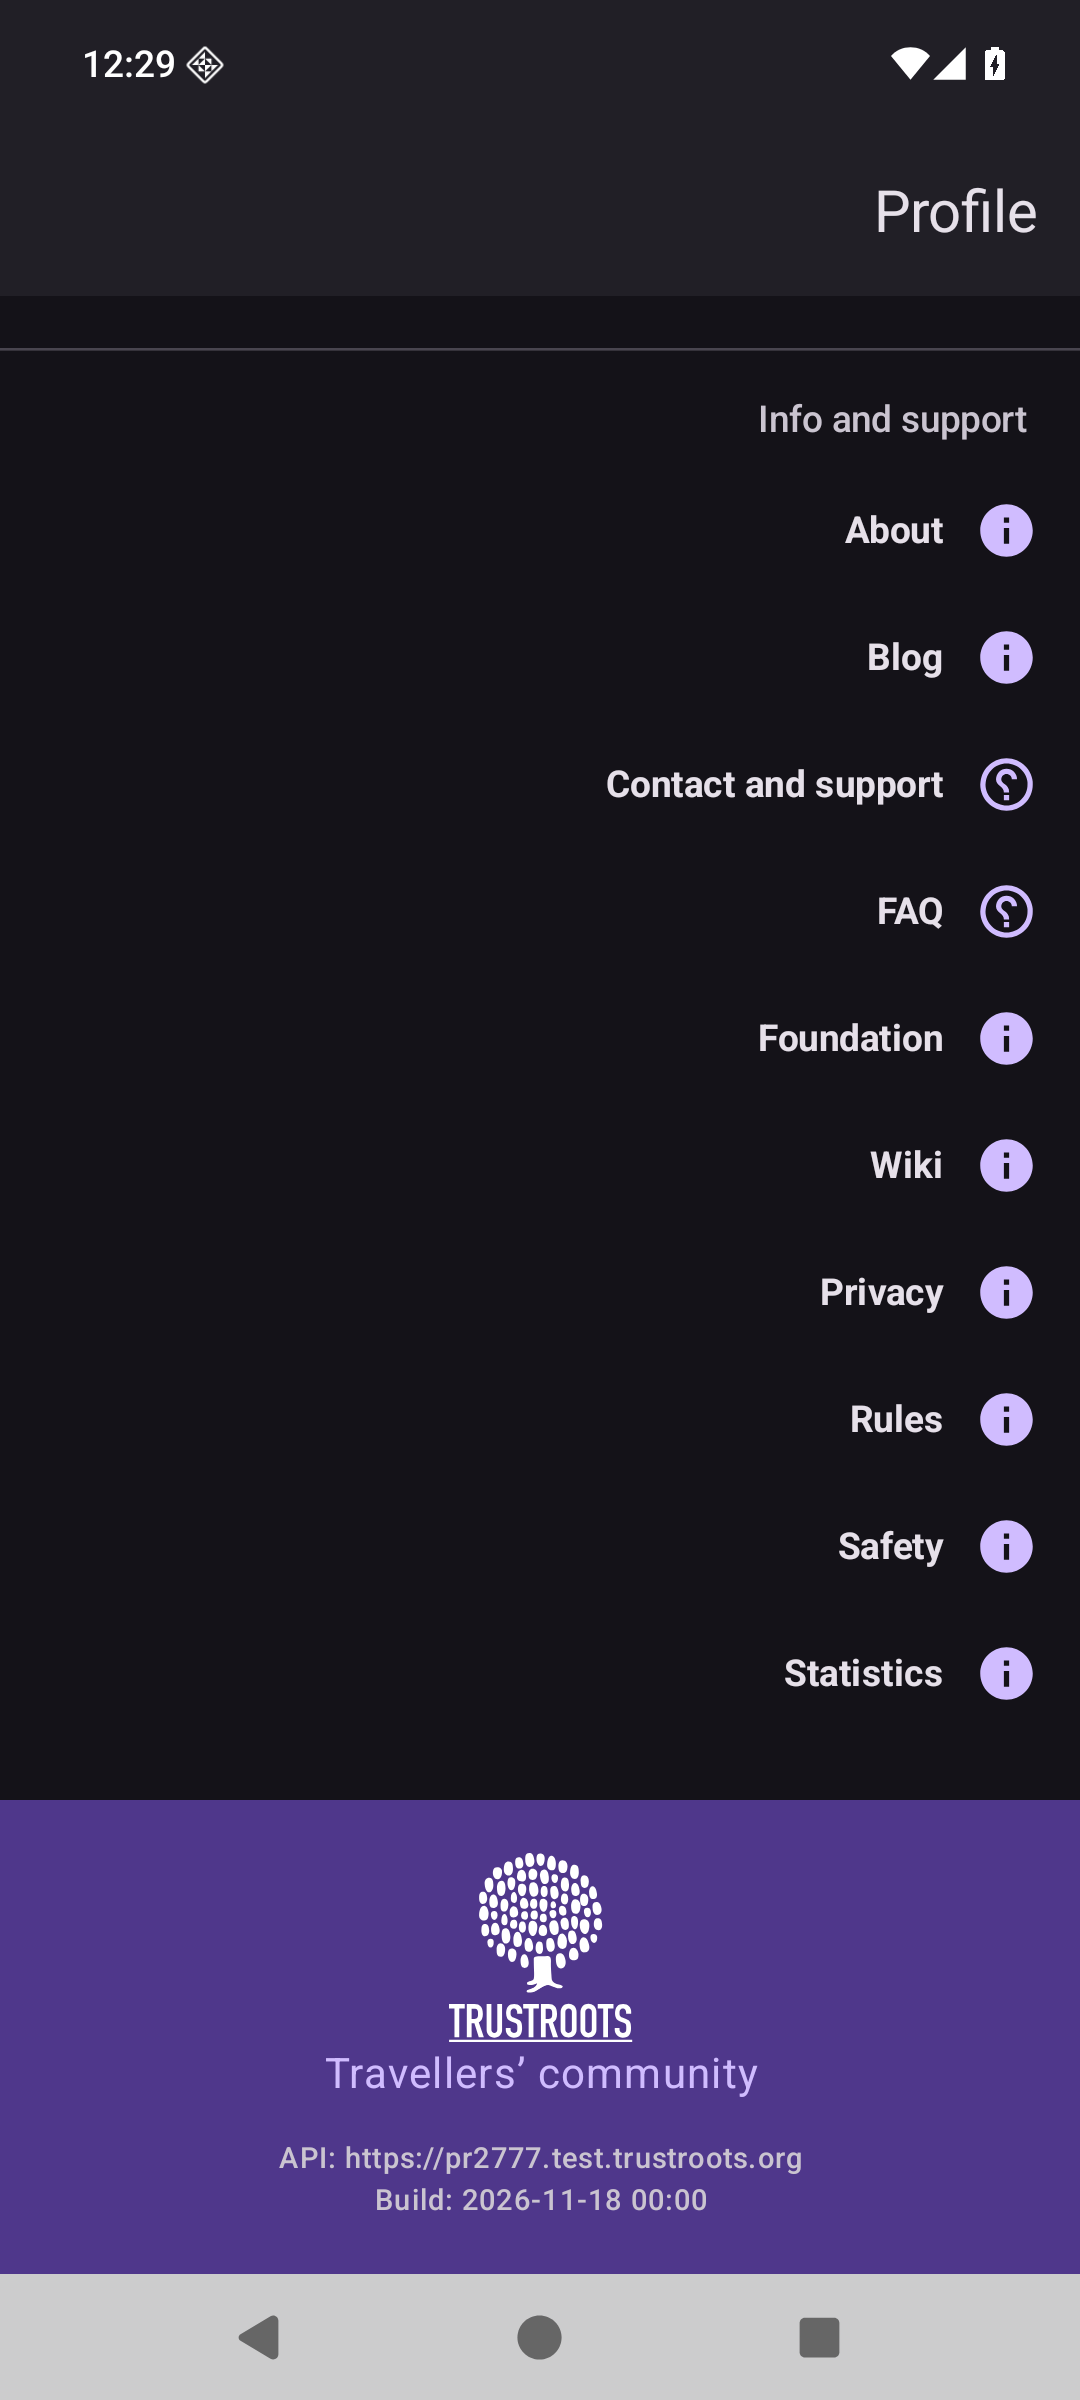 12:29
Profile
Info and support
About
Blog
Contact and support
FAQ
Foundation
Wiki
Privacy
Rules
Safety
Statistics
TRUSTROOTS
Travellers’ community
API: https://pr2777.test.trustroots.org
Build: 2026-11-18 00:00